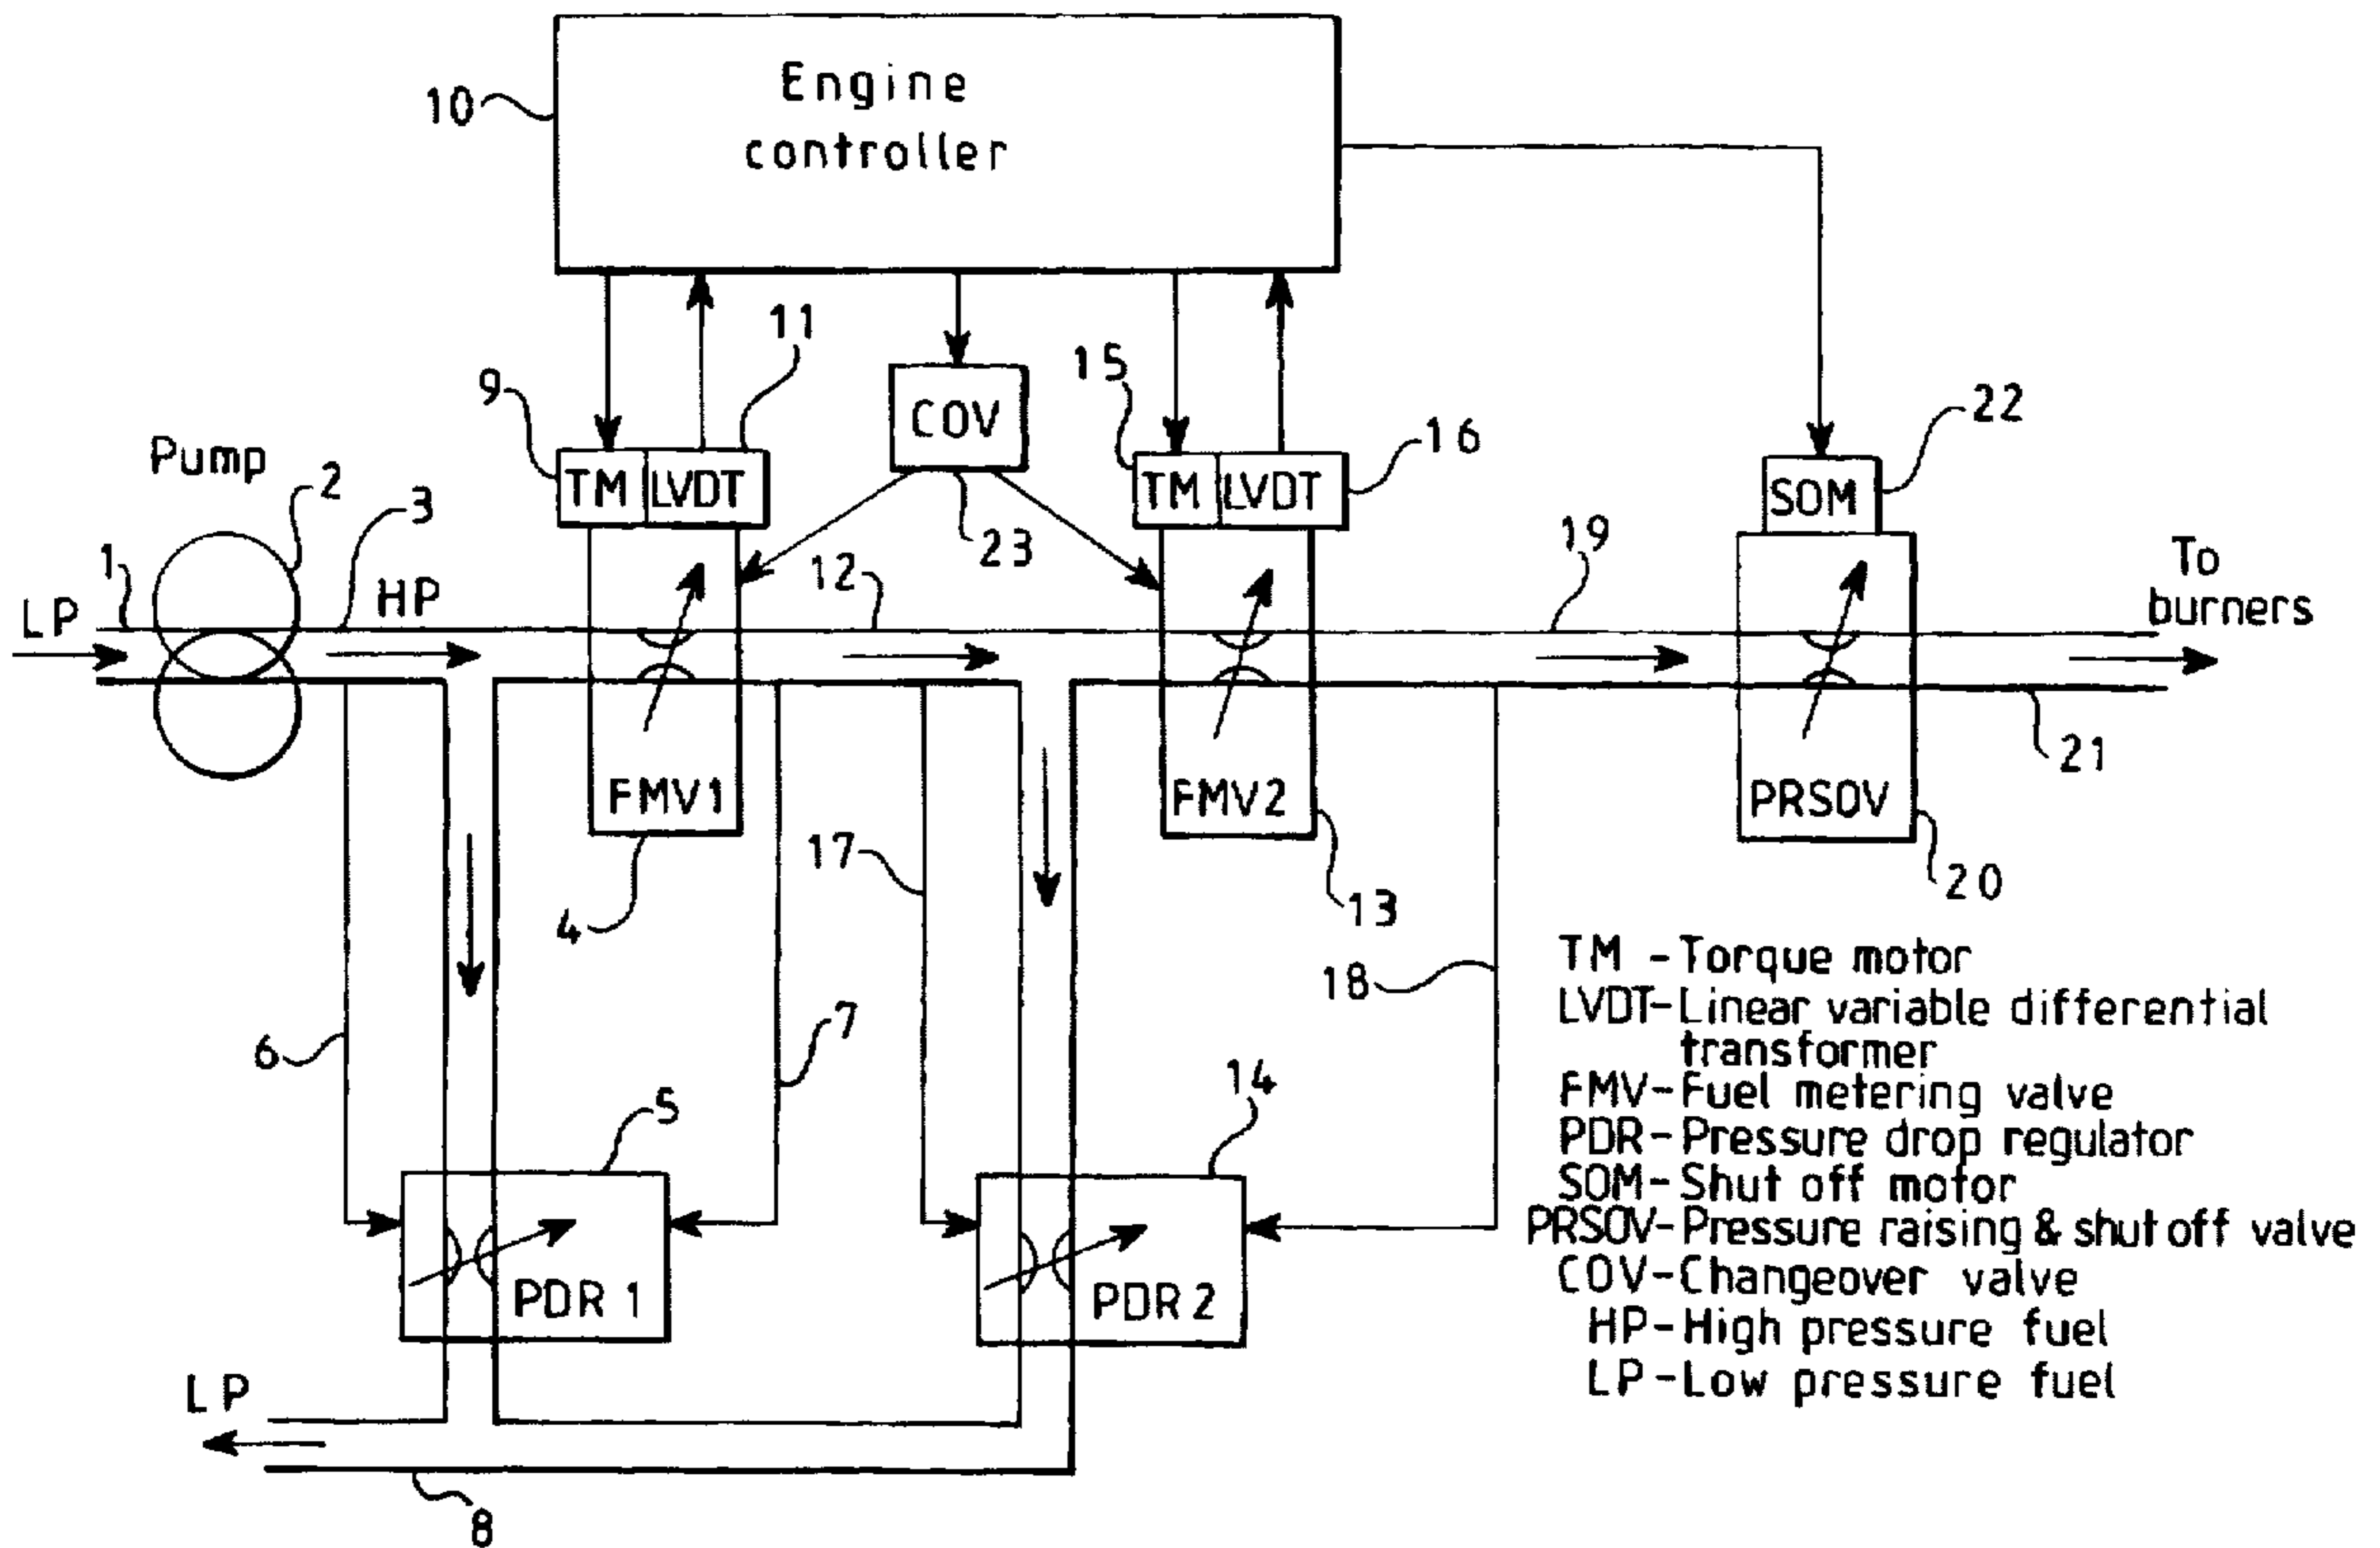 Engine
controller
10
11
9
TM
LVDT
COV
15
TM
LVDT
16
22
SOM
Pump
2
3
1
LP
HP
23
12
19
To
burners
FMV1
FMV2
PRSOV
21
17
4
13
20
18
6
7
5
14
PDR 1
PDR 2
LP
8
TM - Torque motor
LVDT - Linear variable differential
transformer
FMV - Fuel metering valve
PDR - Pressure drop regulator
SOM - Shut off motor
PRSOV - Pressure raising & shut off valve
COV - Changeover valve
HP - High pressure fuel
LP - Low pressure fuel